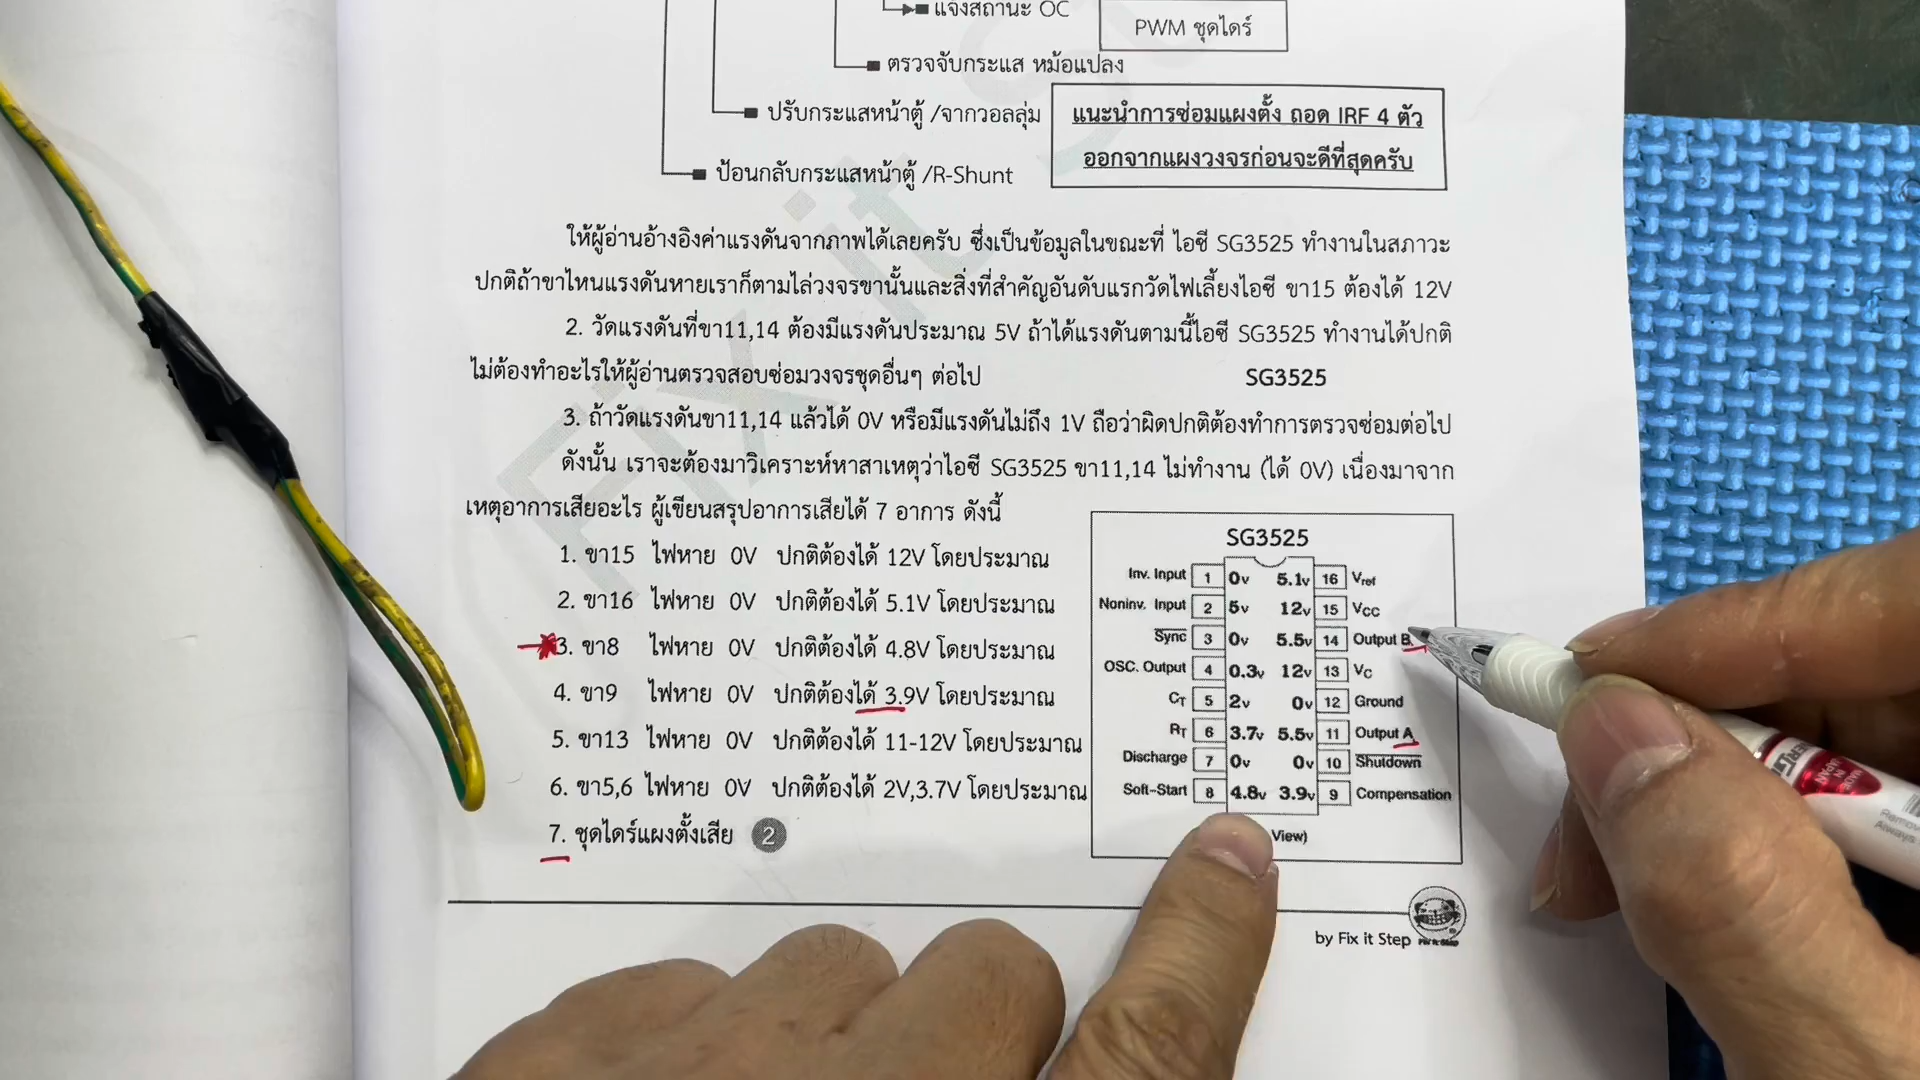 แจ้งสถานะ OC
PWM ชุดไดร์
ตรวจจับกระแส หม้อแปลง
ปรับกระแสหน้าตู้ /จากวอลลุ่ม
แนะนำการซ่อมแผงตั้ง ถอด IRF 4 ตัว
ออกจากแผงวงจรก่อนจะดีที่สุดครับ
ป้อนกลับกระแสหน้าตู้ /R-Shunt
ให้ผู้อ่านอ้างอิงค่าแรงดันจากภาพได้เลยครับ ซึ่งเป็นข้อมูลในขณะที่ ไอซี SG3525 ทำงานในสภาวะ
ปกติถ้าขาไหนแรงดันหายเราก็ตามไล่วงจรขานั้นและสิ่งที่สำคัญอันดับแรกวัดไฟเลี้ยงไอซี ขา15 ต้องได้ 12V
2. วัดแรงดันที่ขา11,14 ต้องมีแรงดันประมาณ 5V ถ้าได้แรงดันตามนี้ไอซี SG3525 ทำงานได้ปกติ
ไม่ต้องทำอะไรให้ผู้อ่านตรวจสอบซ่อมวงจรชุดอื่นๆ ต่อไป
SG3525
3. ถ้าวัดแรงดันขา11,14 แล้วได้ 0V หรือมีแรงดันไม่ถึง 1V ถือว่าผิดปกติต้องทำการตรวจซ่อมต่อไป
ดังนั้น เราจะต้องมาวิเคราะห์หาสาเหตุว่าไอซี SG3525 ขา11,14 ไม่ทำงาน (ได้ 0V) เนื่องมาจาก
เหตุอาการเสียอะไร ผู้เขียนสรุปอาการเสียได้ 7 อาการ ดังนี้
1. ขา15 ไฟหาย 0V ปกติต้องได้ 12V โดยประมาณ
2. ขา16 ไฟหาย 0V ปกติต้องได้ 5.1V โดยประมาณ
3. ขา8 ไฟหาย 0V ปกติต้องได้ 4.8V โดยประมาณ
4. ขา9 ไฟหาย 0V ปกติต้องได้ 3.9V โดยประมาณ
5. ขา13 ไฟหาย 0V ปกติต้องได้ 11-12V โดยประมาณ
6. ขา5,6 ไฟหาย 0V ปกติต้องได้ 2V,3.7V โดยประมาณ
7. ชุดไดร์แผงตั้งเสีย 2
SG3525
Inv. Input 1 0v 5.1v 16 Vref
Noninv. Input 2 5v 12v 15 VCC
Sync 3 0v 5.5v 14 Output B
OSC. Output 4 0.3v 12v 13 VC
CT 5 2v 0v 12 Ground
RT 6 3.7v 5.5v 11 Output A
Discharge 7 0v 0v 10 Shutdown
Soft-Start 8 4.8v 3.9v 9 Compensation
View)
by Fix it Step
Fix it Step